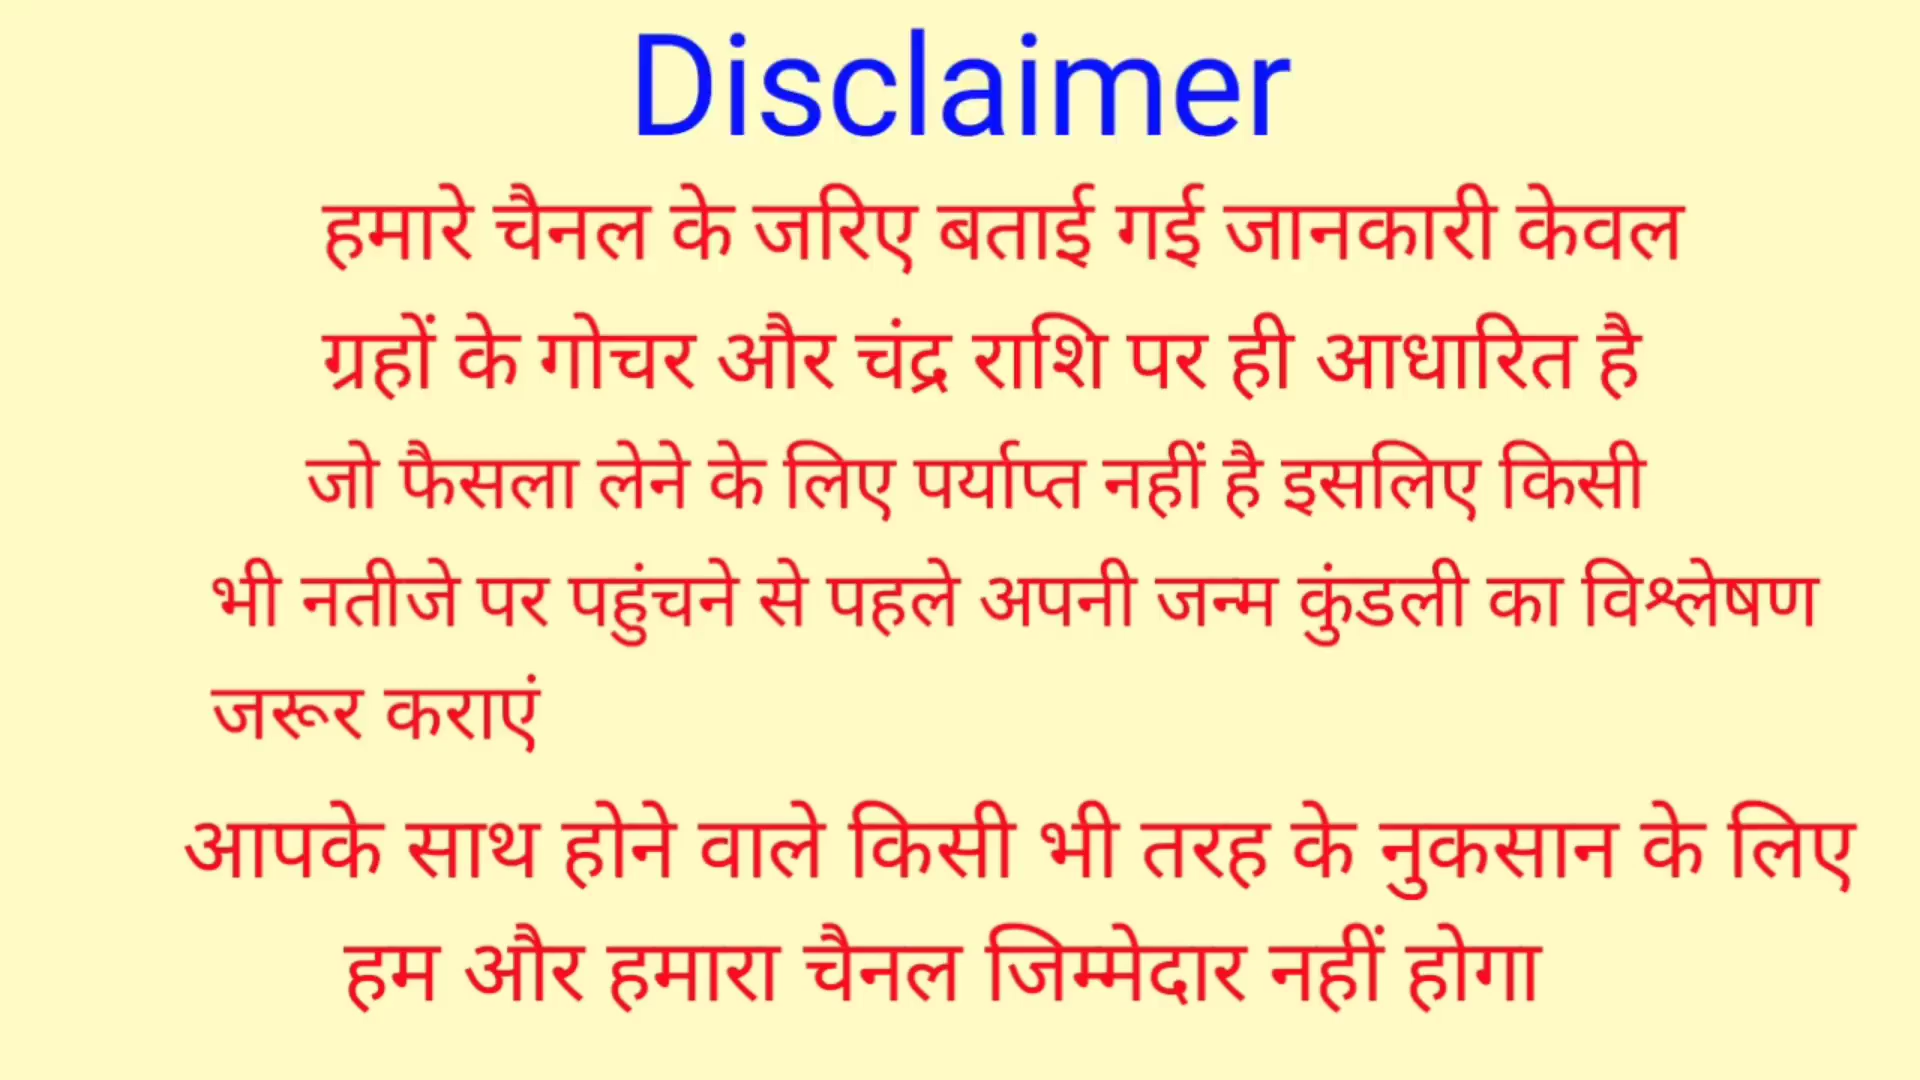 Disclaimer
हमारे चैनल के जरिए बताई गई जानकारी केवल
ग्रहों के गोचर और चंद्र राशि पर ही आधारित है
जो फैसला लेने के लिए पर्याप्त नहीं है इसलिए किसी
भी नतीजे पर पहुंचने से पहले अपनी जन्म कुंडली का विश्लेषण
जरूर कराएं
आपके साथ होने वाले किसी भी तरह के नुकसान के लिए
हम और हमारा चैनल जिम्मेदार नहीं होगा